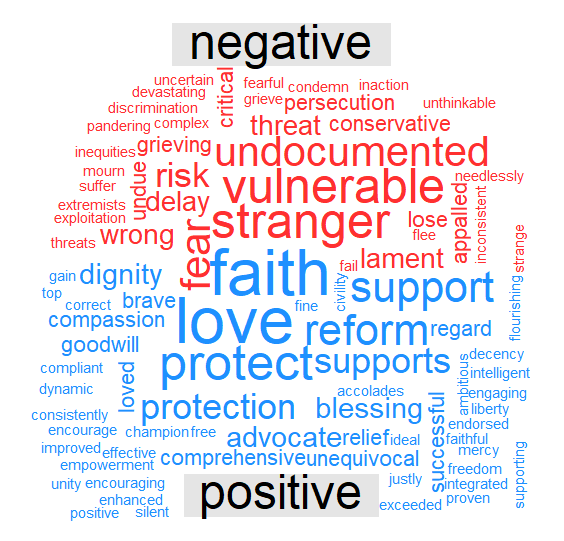 negative
uncertain
fearful
condemn
inaction
devastating
critical
grieve
persecution
unthinkable
discrimination
pandering
complex
threat
conservative
inequities
grieving
undocumented
mourn
undue
risk
vulnerable
needlessly
suffer
delay
stranger
appalled
inconsistent
extremists
exploitation
lose
flee
threats
wrong
fear
lament
strange
fail
faith
gain
dignity
support
civility
flourishing
top
correct
brave
love
fine
compassion
reform
regard
goodwill
protect
supports
decency
compliant
loved
ambitious
intelligent
dynamic
accolades
engaging
consistently
protection
blessing
successful
liberty
encourage
champion
free
advocate
relief
ideal
endorsed
improved
effective
faithful
empowerment
comprehensive
unequivocal
mercy
supporting
unity
encouraging
justly
freedom
integrated
enhanced
positive
exceeded
proven
positive
silent